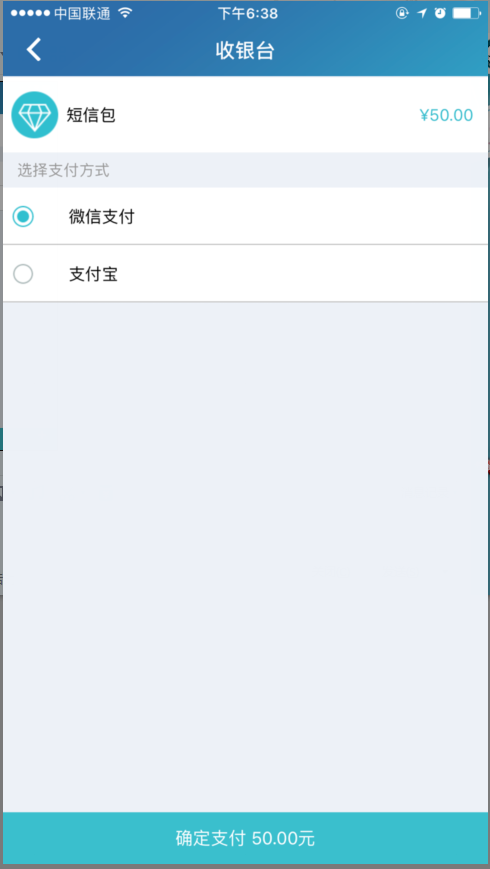 中国联通 下午6:38
收银台
短信包 ¥50.00
选择支付方式
微信支付
支付宝
确定支付 50.00元